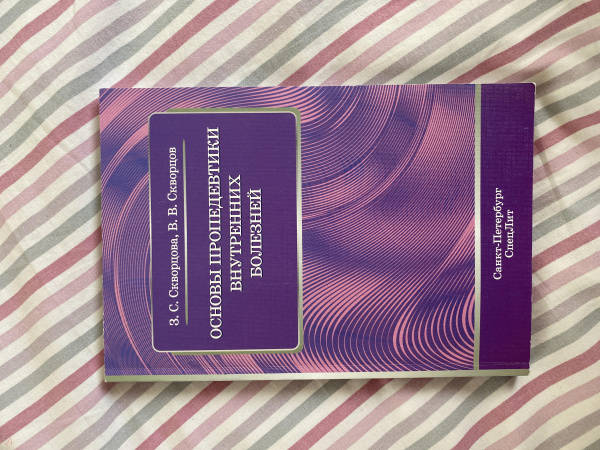 З. С. Скворцова, В. В. Скворцов
ОСНОВЫ ПРОПЕДЕВТИКИ
ВНУТРЕННИХ
БОЛЕЗНЕЙ
Санкт-Петербург
СпецЛит